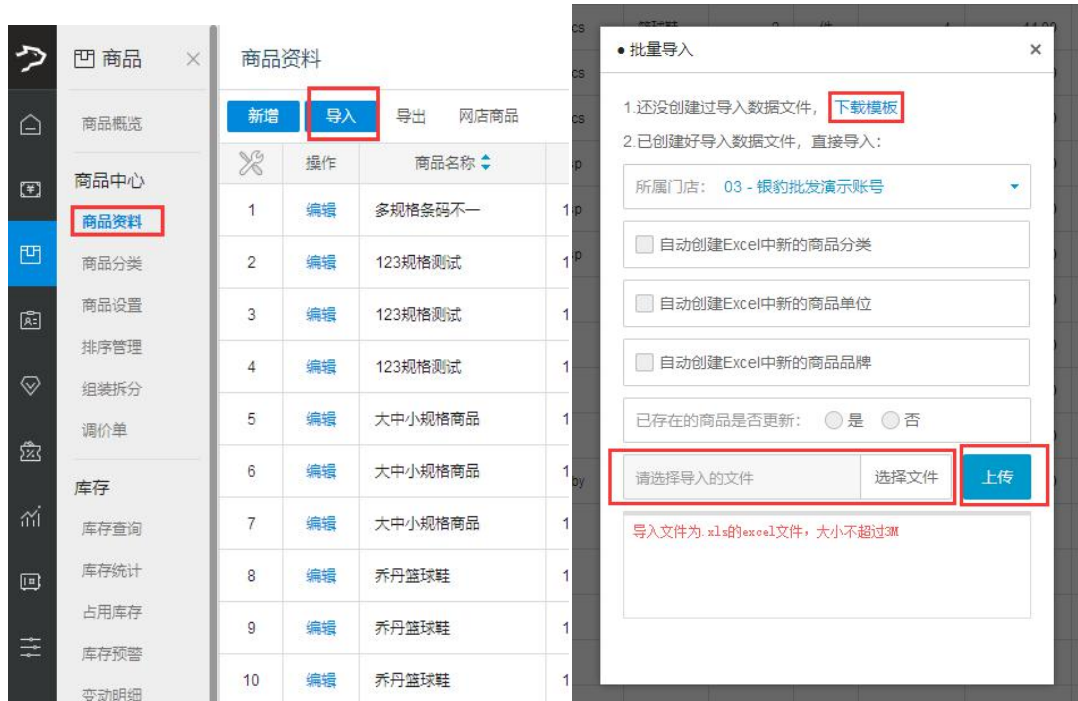 商品
商品概览
商品中心
商品资料
商品分类
商品设置
排序管理
组装拆分
调价单
库存
库存查询
库存统计
占用库存
库存预警
变动明细
商品资料
新增 导入 导出 网店商品
操作 商品名称
1 编辑 多规格条码不一 1
2 编辑 123规格测试 1
3 编辑 123规格测试 1
4 编辑 123规格测试 1
5 编辑 大中小规格商品 1
6 编辑 大中小规格商品 1
7 编辑 大中小规格商品 1
8 编辑 乔丹篮球鞋 1
9 编辑 乔丹篮球鞋 1
10 编辑 乔丹篮球鞋 1
●批量导入 ×
1.还没创建过导入数据文件， 下载模板
2.已创建好导入数据文件，直接导入：
所属门店： 03 - 银豹批发演示账号
自动创建Excel中新的商品分类
自动创建Excel中新的商品单位
自动创建Excel中新的商品品牌
已存在的商品是否更新： 是 否
请选择导入的文件 选择文件 上传
导入文件为.xls的excel文件，大小不超过3M